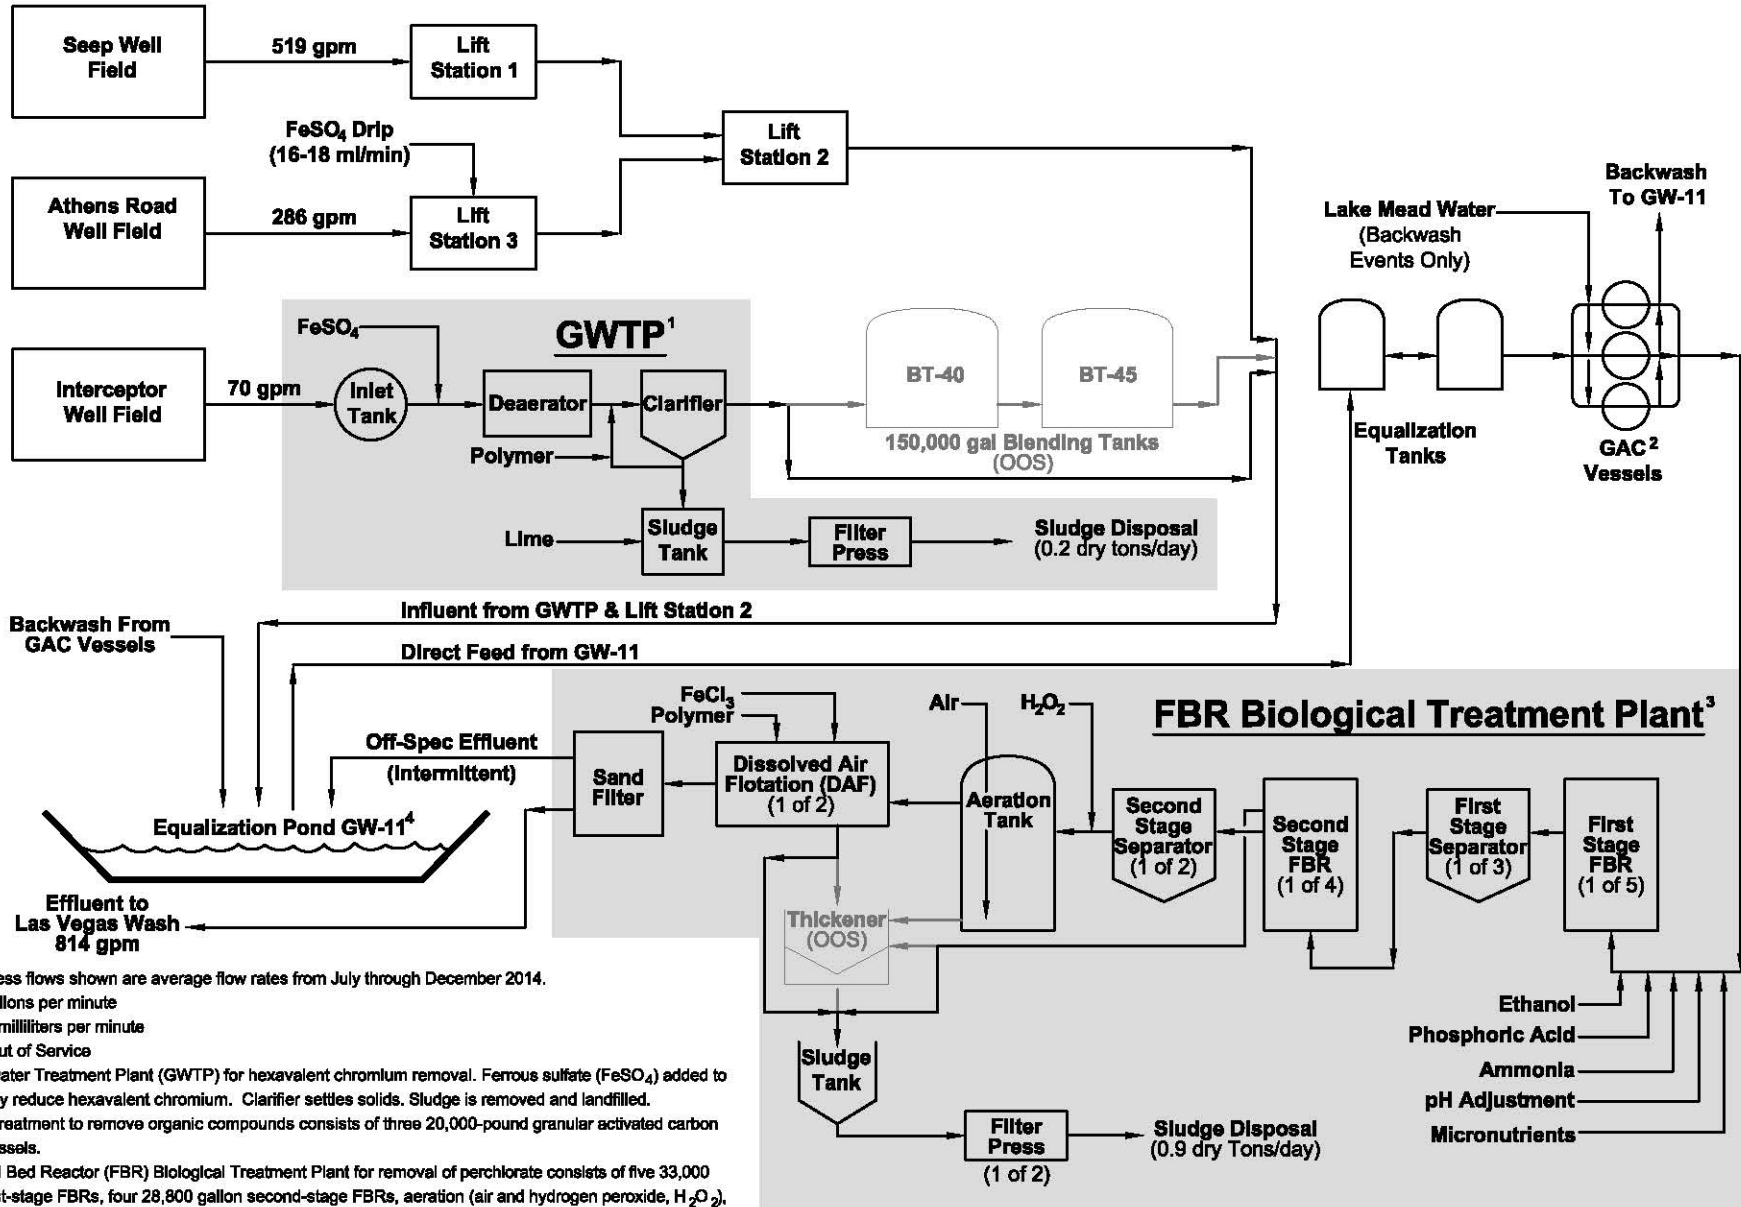 Seep Well
Field
519 gpm
Lift
Station 1
FeSO4 Drip
(16-18 ml/min)
Lift
Station 2
Athens Road
Well Field
286 gpm
Lift
Station 3
Backwash
To GW-11
Lake Mead Water
(Backwash
Events Only)
Interceptor
Well Field
70 gpm
FeSO4
GWTP1
Inlet
Tank
Deaerator
Clarifier
Polymer
BT-40
BT-45
150,000 gal Blending Tanks
(OOS)
Equalization
Tanks
GAC2
Vessels
Lime
Sludge
Tank
Filter
Press
Sludge Disposal
(0.2 dry tons/day)
Influent from GWTP & Lift Station 2
Backwash From
GAC Vessels
Direct Feed from GW-11
FBR Biological Treatment Plant3
FeCl3
Polymer
Air
H2O2
Off-Spec Effluent
(Intermittent)
Sand
Filter
Dissolved Air
Flotation (DAF)
(1 of 2)
Aeration
Tank
Second
Stage
Separator
(1 of 2)
Second
Stage
FBR
(1 of 4)
First
Stage
Separator
(1 of 3)
First
Stage
FBR
(1 of 5)
Equalization Pond GW-114
Effluent to
Las Vegas Wash
814 gpm
Thickener
(OOS)
Sludge
Tank
Filter
Press
(1 of 2)
Sludge Disposal
(0.9 dry Tons/day)
Ethanol
Phosphoric Acid
Ammonia
pH Adjustment
Micronutrients
ess flows shown are average flow rates from July through December 2014.
llons per minute
milliliters per minute
ut of Service
ater Treatment Plant (GWTP) for hexavalent chromium removal. Ferrous sulfate (FeSO4) added to
y reduce hexavalent chromium. Clarifier settles solids. Sludge is removed and landfilled.
reatment to remove organic compounds consists of three 20,000-pound granular activated carbon
ssels.
l Bed Reactor (FBR) Biological Treatment Plant for removal of perchlorate consists of five 33,000
st-stage FBRs, four 28,800 gallon second-stage FBRs, aeration (air and hydrogen peroxide, H2O2),